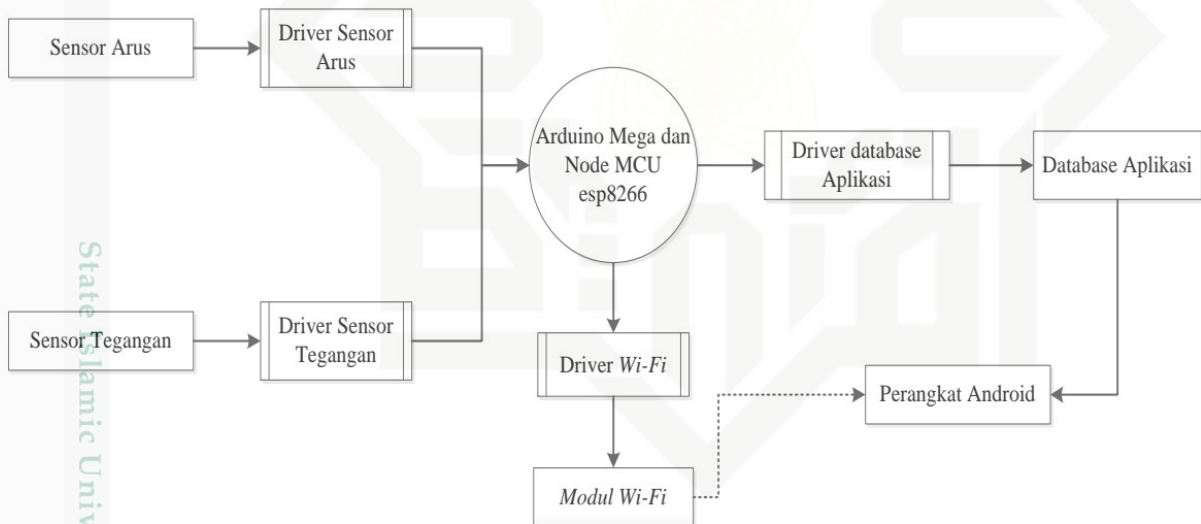 Sensor Arus
Driver Sensor
Arus
Arduino Mega dan
Node MCU
esp8266
Driver database
Aplikasi
Database Aplikasi
Sensor Tegangan
Driver Sensor
Tegangan
Driver Wi-Fi
Perangkat Android
Modul Wi-Fi
State Islamic Univ